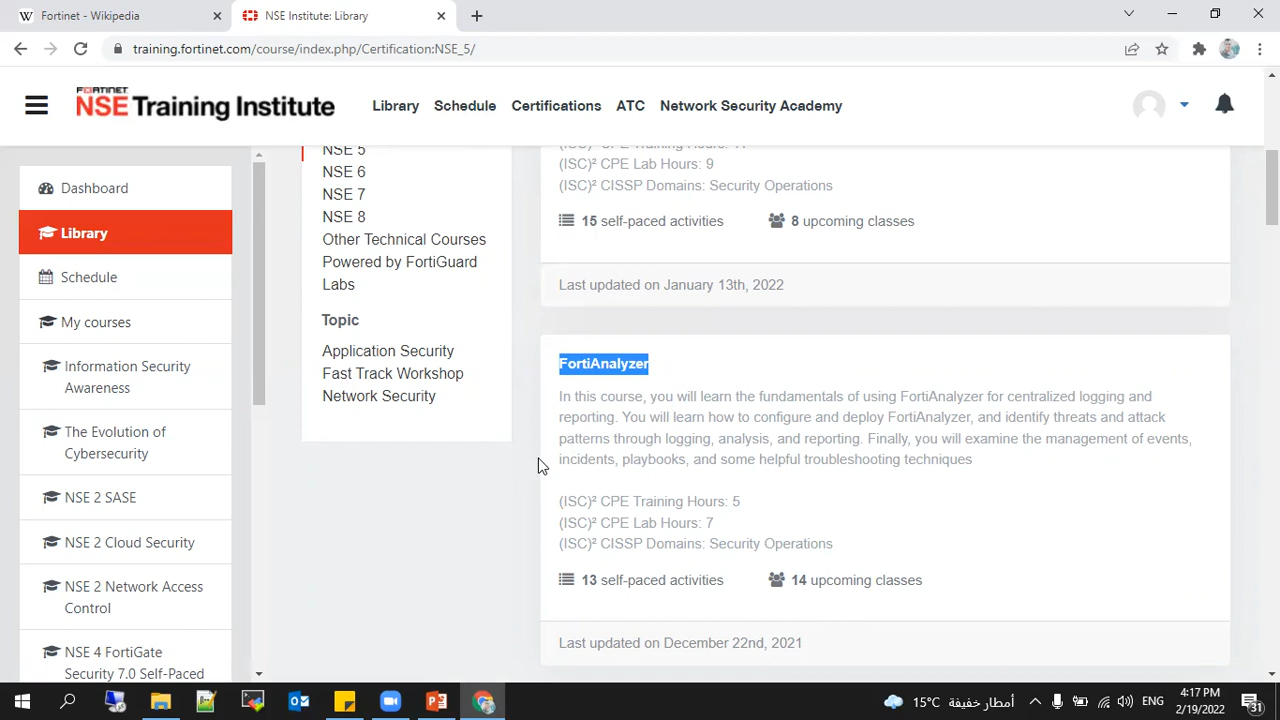 Fortinet - Wikipedia
NSE Institute: Library
training.fortinet.com/course/index.php/Certification:NSE_5/
FORTINET
NSE Training Institute
Library Schedule Certifications ATC Network Security Academy
Dashboard
Library
Schedule
My courses
Information Security
Awareness
The Evolution of
Cybersecurity
NSE 2 SASE
NSE 2 Cloud Security
NSE 2 Network Access
Control
NSE 4 FortiGate
Security 7.0 Self-Paced
NSE 5
NSE 6
NSE 7
NSE 8
Other Technical Courses
Powered by FortiGuard
Labs
Topic
Application Security
Fast Track Workshop
Network Security
(ISC)² CPE Training Hours:
(ISC)² CPE Lab Hours: 9
(ISC)² CISSP Domains: Security Operations
15 self-paced activities 8 upcoming classes
Last updated on January 13th, 2022
FortiAnalyzer
In this course, you will learn the fundamentals of using FortiAnalyzer for centralized logging and
reporting. You will learn how to configure and deploy FortiAnalyzer, and identify threats and attack
patterns through logging, analysis, and reporting. Finally, you will examine the management of events,
incidents, playbooks, and some helpful troubleshooting techniques
(ISC)² CPE Training Hours: 5
(ISC)² CPE Lab Hours: 7
(ISC)² CISSP Domains: Security Operations
13 self-paced activities 14 upcoming classes
Last updated on December 22nd, 2021
15°C أمطار خفيفة
ENG
4:17 PM
2/19/2022
31